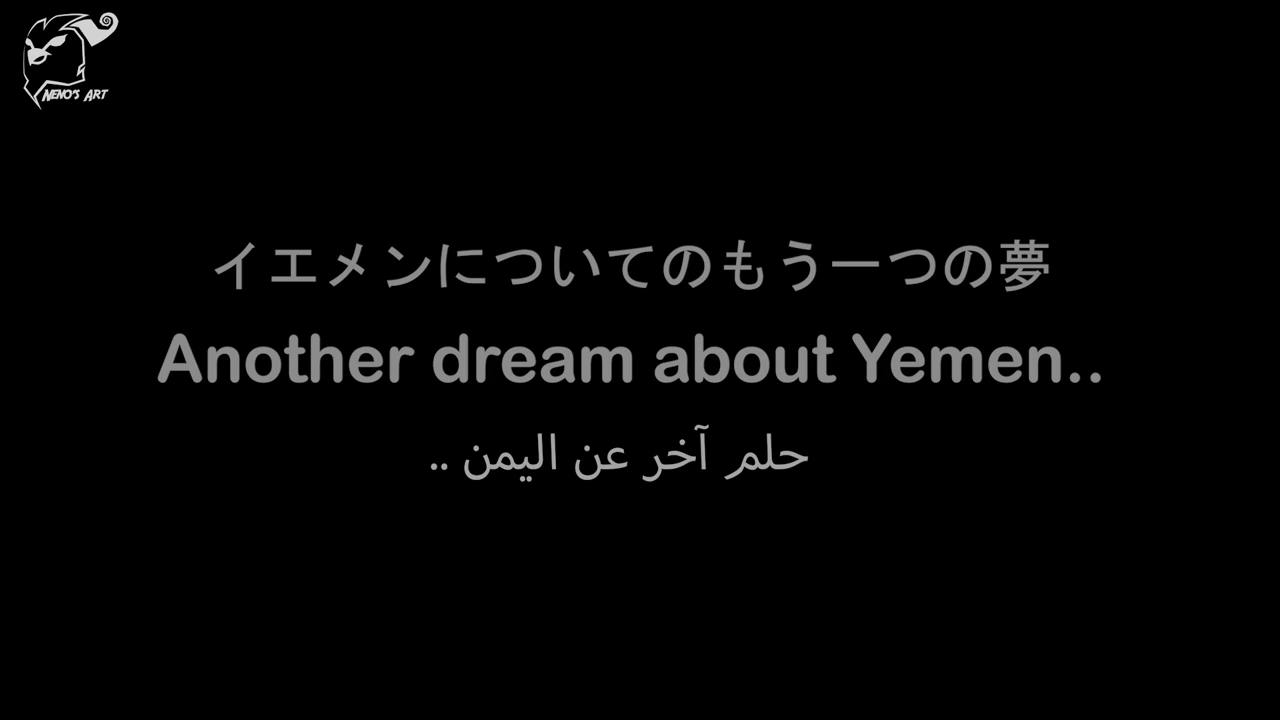 NENO'S ART
イエメンについてのもう一つの夢
Another dream about Yemen..
حلم آخر عن اليمن ..